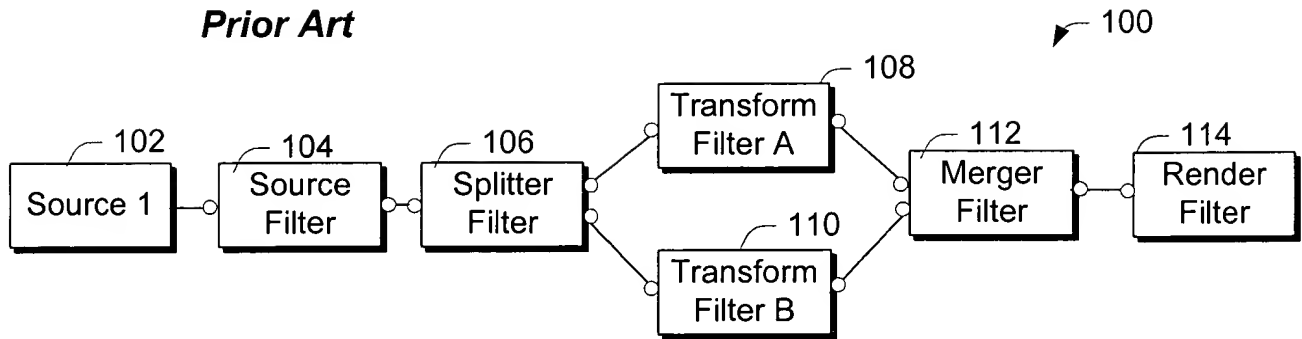 Prior Art
100
102
Source 1
104
Source
Filter
106
Splitter
Filter
108
Transform
Filter A
110
Transform
Filter B
112
Merger
Filter
114
Render
Filter